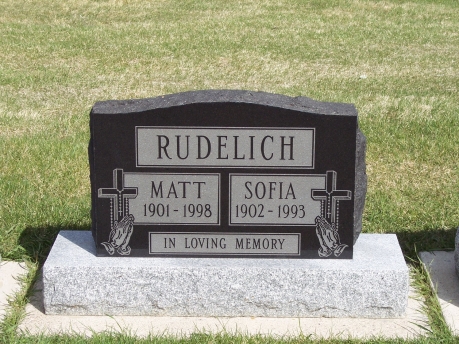 RUDELICH
MATT SOFIA
1901 - 1998 1902 - 1993
IN LOVING MEMORY